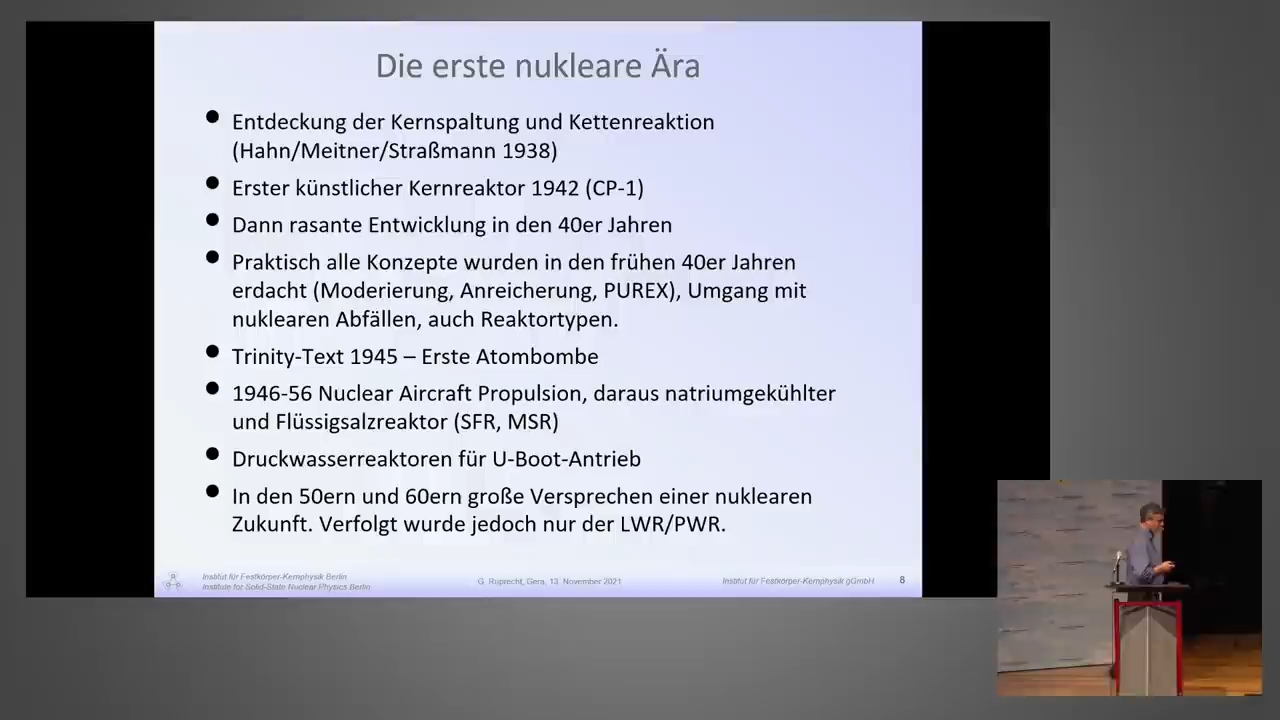 Die erste nukleare Ära
Entdeckung der Kernspaltung und Kettenreaktion
(Hahn/Meitner/Straßmann 1938)
Erster künstlicher Kernreaktor 1942 (CP-1)
Dann rasante Entwicklung in den 40er Jahren
Praktisch alle Konzepte wurden in den frühen 40er Jahren
erdacht (Moderierung, Anreicherung, PUREX), Umgang mit
nuklearen Abfällen, auch Reaktortypen.
Trinity-Text 1945 – Erste Atombombe
1946-56 Nuclear Aircraft Propulsion, daraus natriumgekühlter
und Flüssigsalzreaktor (SFR, MSR)
Druckwasserreaktoren für U-Boot-Antrieb
In den 50ern und 60ern große Versprechen einer nuklearen
Zukunft. Verfolgt wurde jedoch nur der LWR/PWR.
Institut für Festkörper-Kernphysik Berlin
Institute for Solid-State Nuclear Physics Berlin
G. Ruprecht, Gera, 13. November 2021
Institut für Festkörper-Kernphysik gGmbH
8